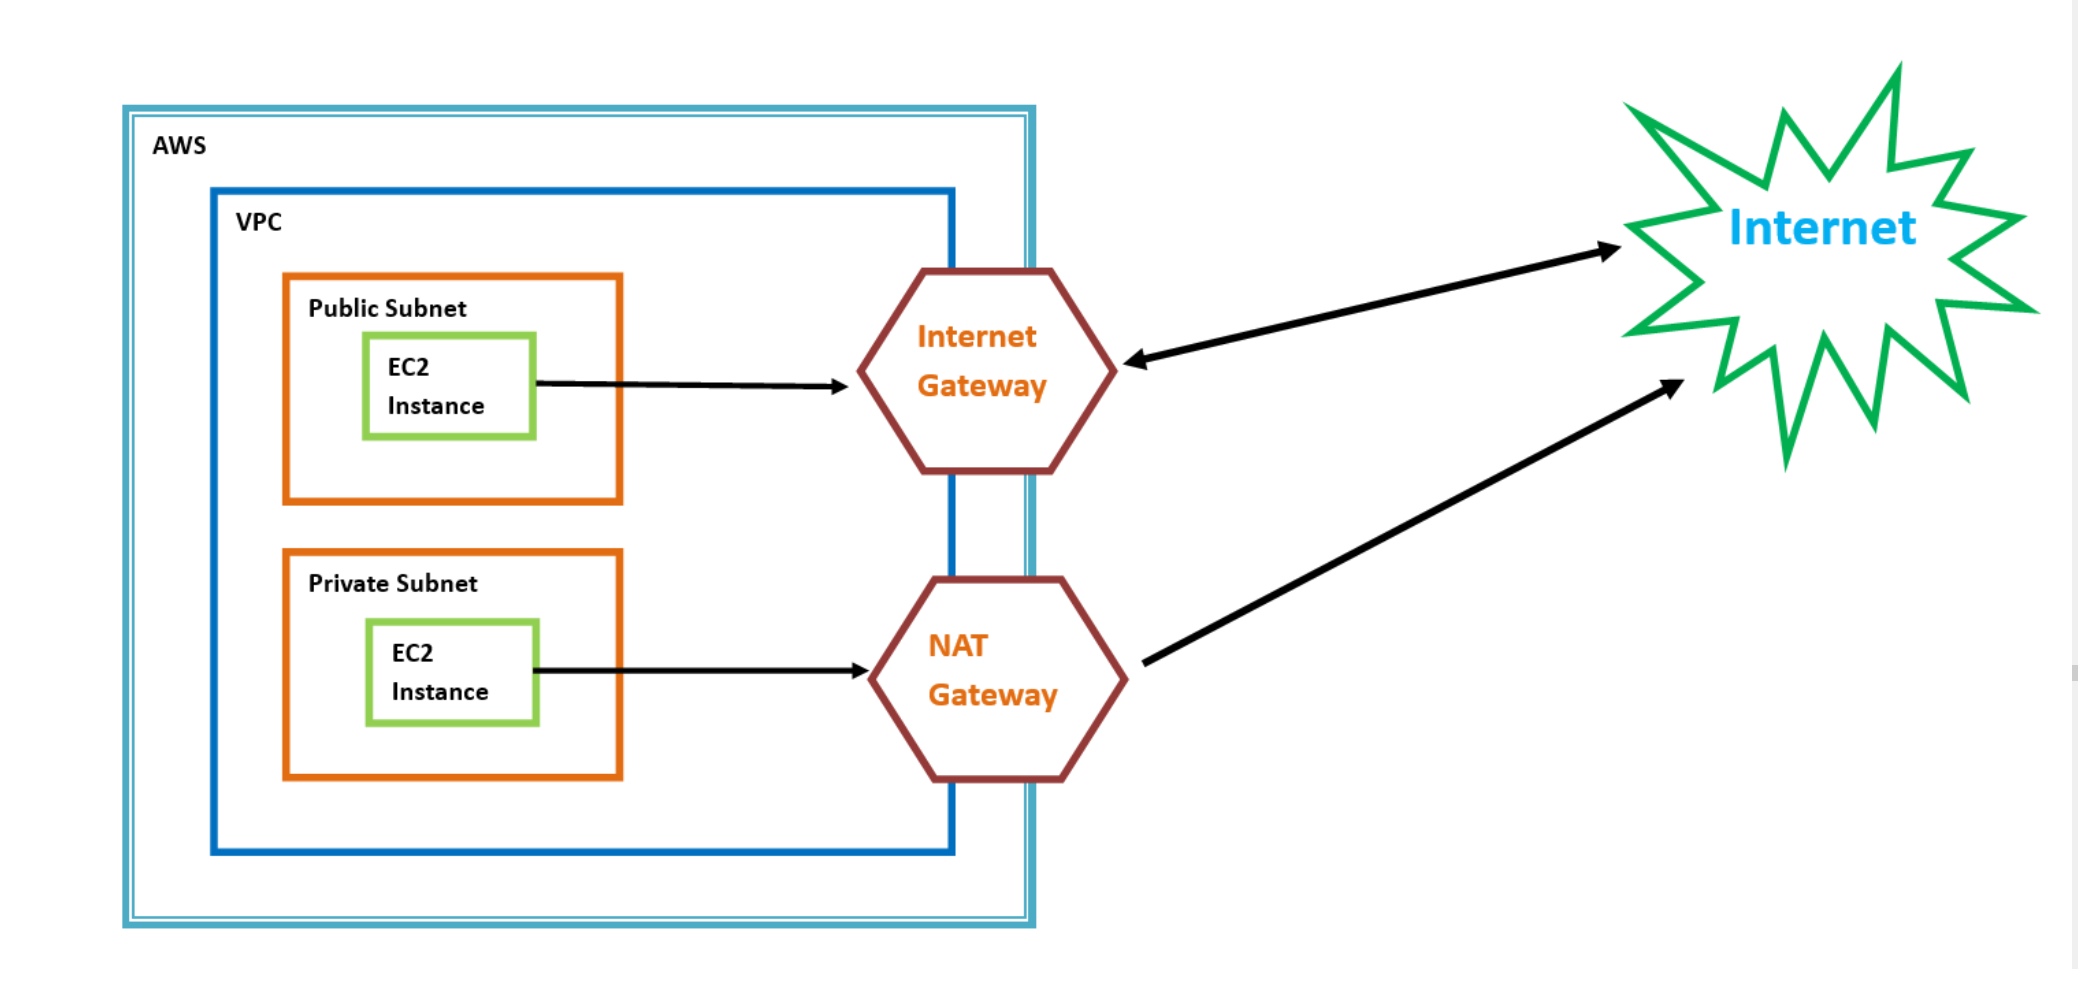 AWS
VPC
Public Subnet
EC2
Instance
Internet
Gateway
Internet
Private Subnet
EC2
Instance
NAT
Gateway